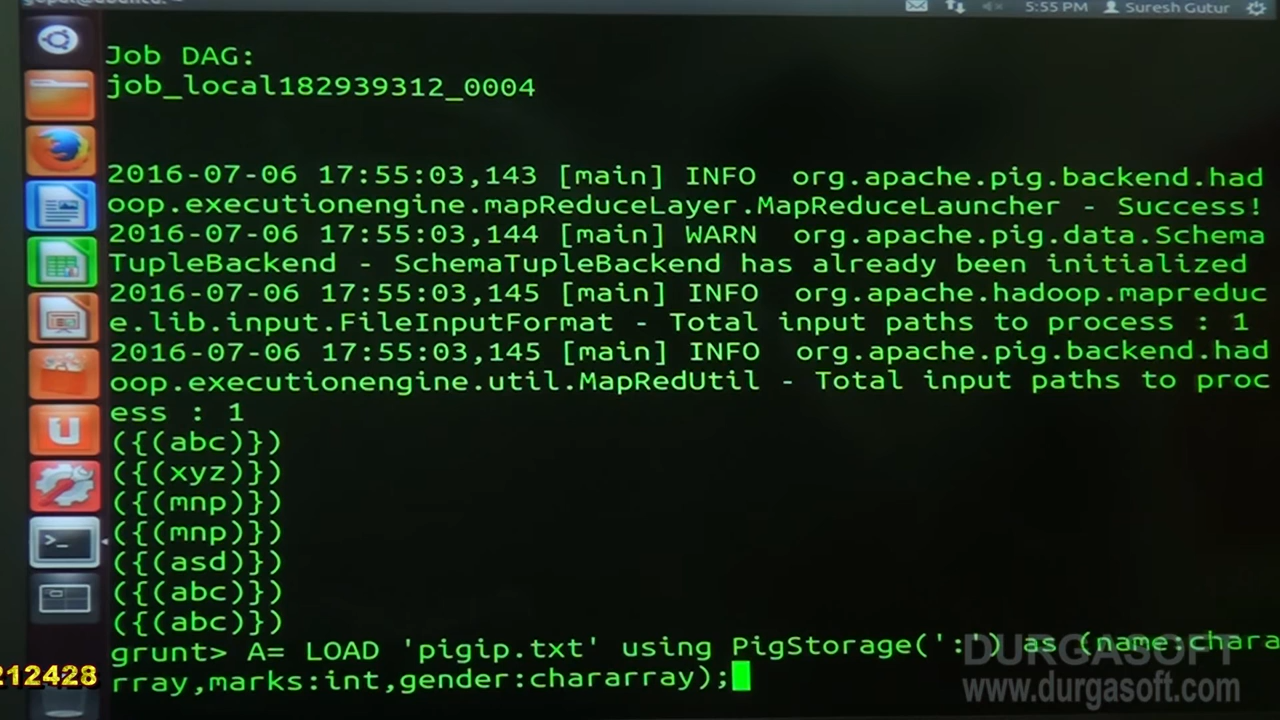 5:55 PM Suresh Gutur
Job DAG:
job_local182939312_0004
2016-07-06 17:55:03,143 [main] INFO  org.apache.pig.backend.had
oop.executionengine.mapReduceLayer.MapReduceLauncher - Success!
2016-07-06 17:55:03,144 [main] WARN  org.apache.pig.data.Schema
TupleBackend - SchemaTupleBackend has already been initialized
2016-07-06 17:55:03,145 [main] INFO  org.apache.hadoop.mapreduc
e.lib.input.FileInputFormat - Total input paths to process : 1
2016-07-06 17:55:03,145 [main] INFO  org.apache.pig.backend.had
oop.executionengine.util.MapRedUtil - Total input paths to proc
ess : 1
({(abc)})
({(xyz)})
({(mnp)})
({(mnp)})
({(asd)})
({(abc)})
({(abc)})
grunt> A= LOAD 'pigip.txt' using PigStorage(':') as (name:chara
rray,marks:int,gender:chararray);
212428
DURGASOFT
www.durgasoft.com